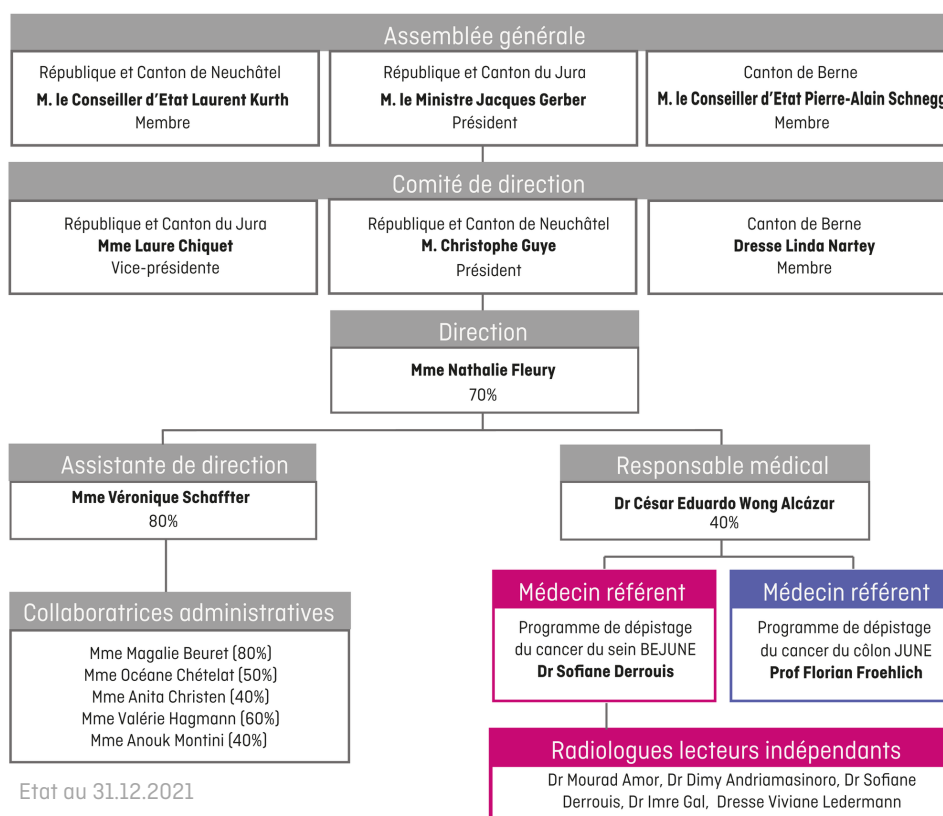 Assemblée générale
République et Canton de Neuchâtel
M. le Conseiller d'Etat Laurent Kurth
Membre
République et Canton du Jura
M. le Ministre Jacques Gerber
Président
Canton de Berne
M. le Conseiller d'Etat Pierre-Alain Schnegg
Membre
Comité de direction
République et Canton du Jura
Mme Laure Chiquet
Vice-présidente
République et Canton de Neuchâtel
M. Christophe Guye
Président
Canton de Berne
Dresse Linda Nartey
Membre
Direction
Mme Nathalie Fleury
70%
Assistante de direction
Mme Véronique Schaffter
80%
Responsable médical
Dr César Eduardo Wong Alcázar
40%
Collaboratrices administratives
Mme Magalie Beuret (80%)
Mme Océane Chételat (50%)
Mme Anita Christen (40%)
Mme Valérie Hagmann (60%)
Mme Anouk Montini (40%)
Médecin référent
Programme de dépistage
du cancer du sein BEJUNE
Dr Sofiane Derrouis
Médecin référent
Programme de dépistage
du cancer du côlon JUNE
Prof Florian Froehlich
Radiologues lecteurs indépendants
Dr Mourad Amor, Dr Dimy Andriamasinoro, Dr Sofiane
Derrouis, Dr Imre Gal, Dresse Viviane Ledermann
Etat au 31.12.2021